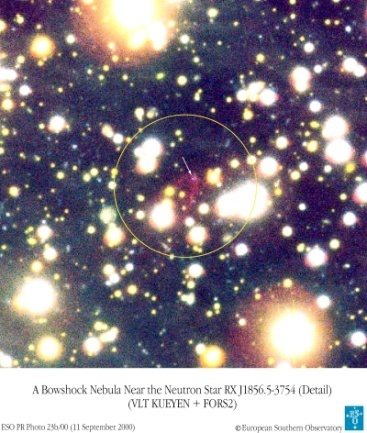 A Bowshock Nebula Near the Neutron Star RX J1856.5-3754 (Detail)
(VLT KUEYEN + FORS2)
ESO PR Photo 23b/00 (11 September 2000)
© European Southern Observatory